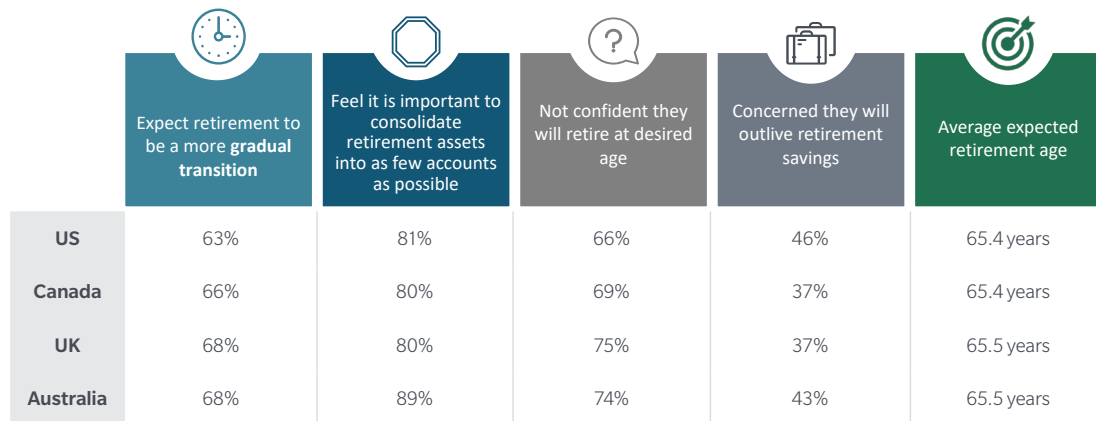 ?
Expect retirement to
be a more gradual
transition
Feel it is important to
consolidate
retirement assets
into as few accounts
as possible
Not confident they
will retire at desired
age
Concerned they will
outlive retirement
savings
Average expected
retirement age
US 63% 81% 66% 46% 65.4 years
Canada 66% 80% 69% 37% 65.4 years
UK 68% 80% 75% 37% 65.5 years
Australia 68% 89% 74% 43% 65.5 years